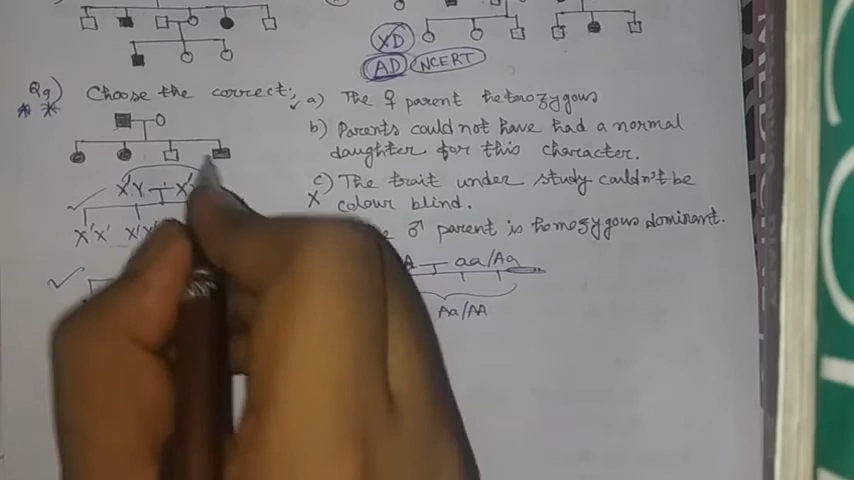 XD
AD NCERT
Q9) Choose the correct; a) The ♀ parent hetrozygous
b) Parents could not have had a normal
daughter for this character.
X'Y X'
c) The trait under study couldn't be
X colour blind.
♂ parent is homozygous dominant.
X'X' X'Y
A aa/Aa
Aa/AA